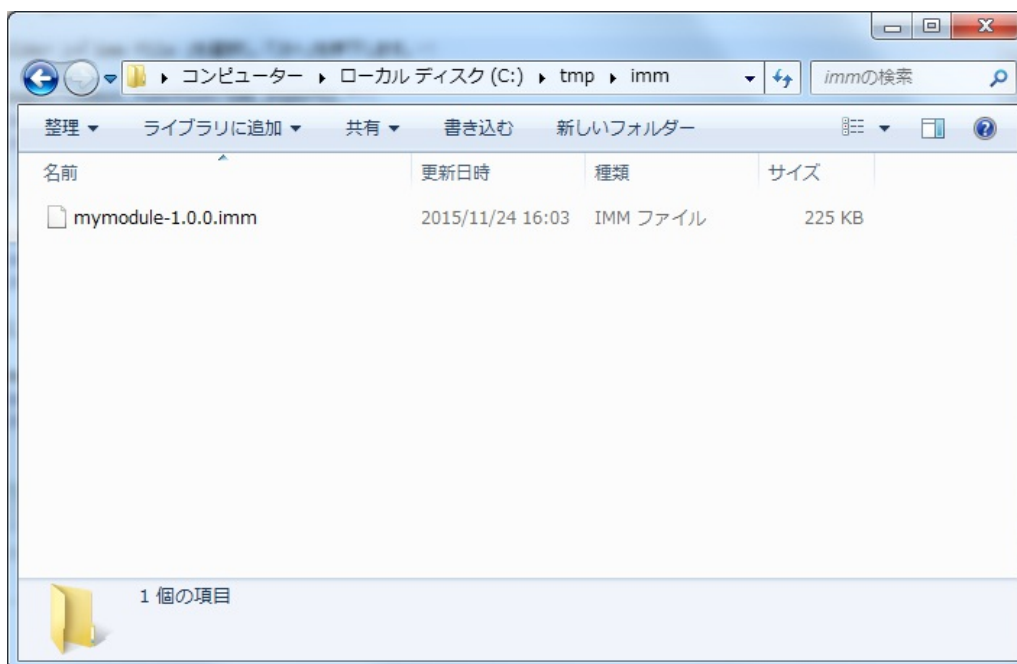 コンピューター ▸ ローカル ディスク (C:) ▸ tmp ▸ imm immの検索
整理 ライブラリに追加 共有 書き込む 新しいフォルダー
名前 更新日時 種類 サイズ
mymodule-1.0.0.imm 2015/11/24 16:03 IMM ファイル 225 KB
1 個の項目